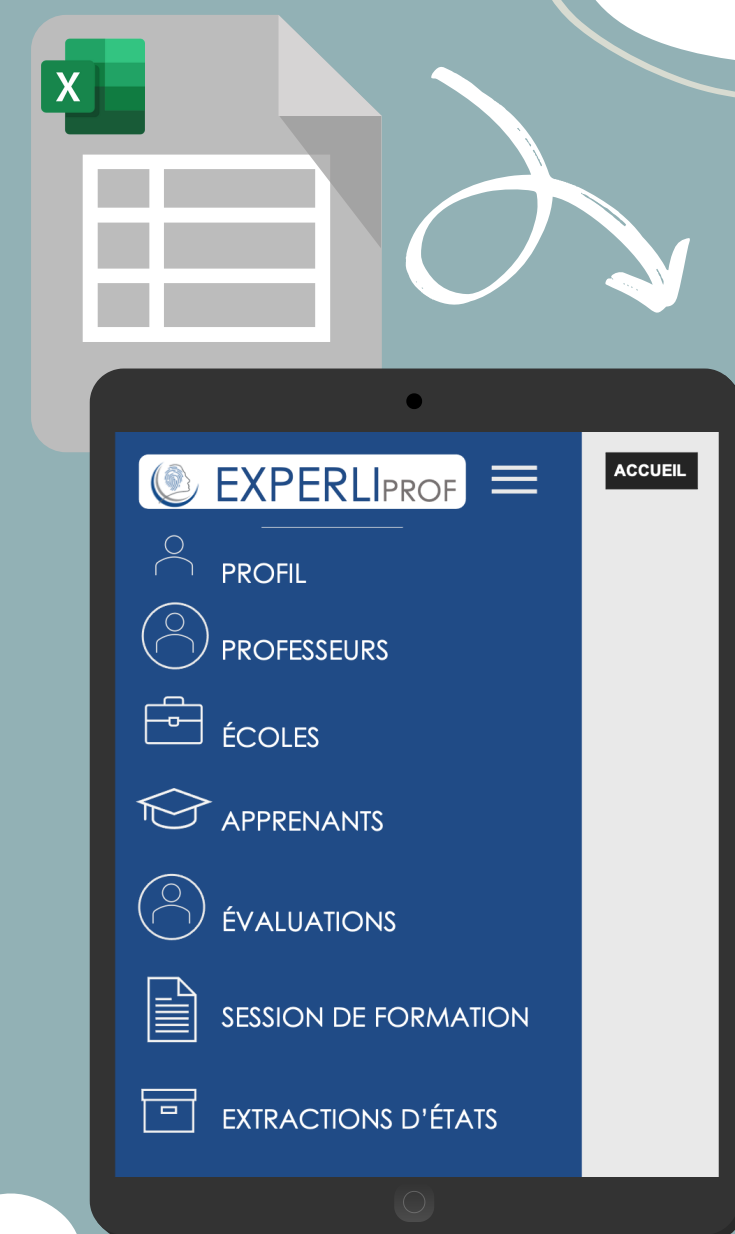 X
EXPERLIPROF
ACCUEIL
PROFIL
PROFESSEURS
ÉCOLES
APPRENANTS
ÉVALUATIONS
SESSION DE FORMATION
EXTRACTIONS D'ÉTATS